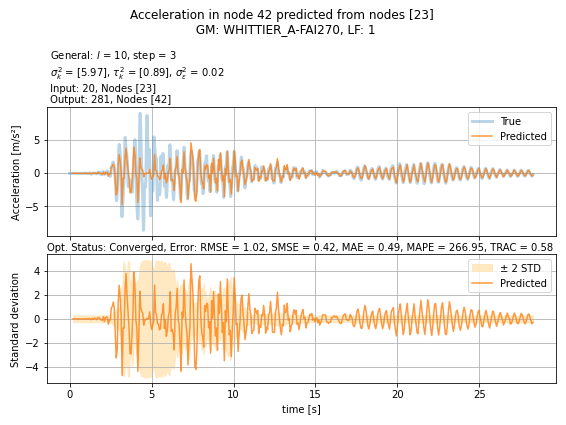 Acceleration in node 42 predicted from nodes [23]
GM: WHITTIER_A-FAI270, LF: 1
General: l = 10, step = 3
σ²ₖ = [5.97], τ²ₖ = [0.89], σ²ε = 0.02
Input: 20, Nodes [23]
Output: 281, Nodes [42]
Acceleration [m/s²]
5
0
−5
True
Predicted
Opt. Status: Converged, Error: RMSE = 1.02, SMSE = 0.42, MAE = 0.49, MAPE = 266.95, TRAC = 0.58
Standard deviation
4
2
0
−2
−4
± 2 STD
Predicted
0 5 10 15 20 25
time [s]